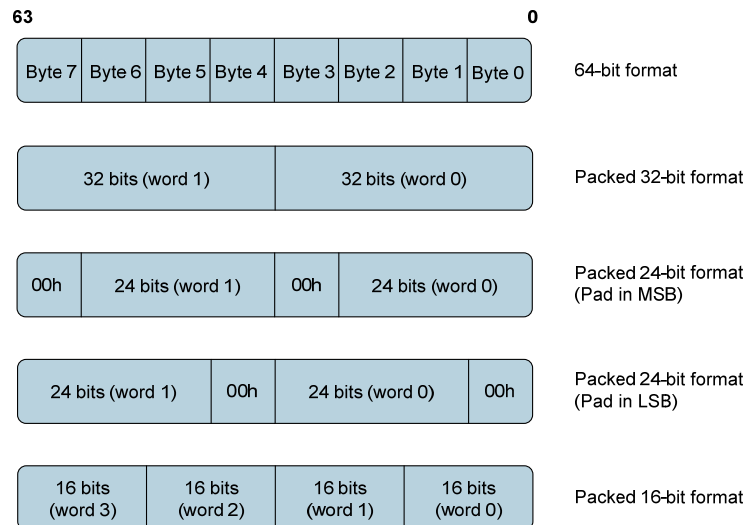 63 0
Byte 7 Byte 6 Byte 5 Byte 4 Byte 3 Byte 2 Byte 1 Byte 0 64-bit format
32 bits (word 1) 32 bits (word 0) Packed 32-bit format
00h 24 bits (word 1) 00h 24 bits (word 0) Packed 24-bit format
(Pad in MSB)
24 bits (word 1) 00h 24 bits (word 0) 00h Packed 24-bit format
(Pad in LSB)
16 bits 16 bits 16 bits 16 bits Packed 16-bit format
(word 3) (word 2) (word 1) (word 0)